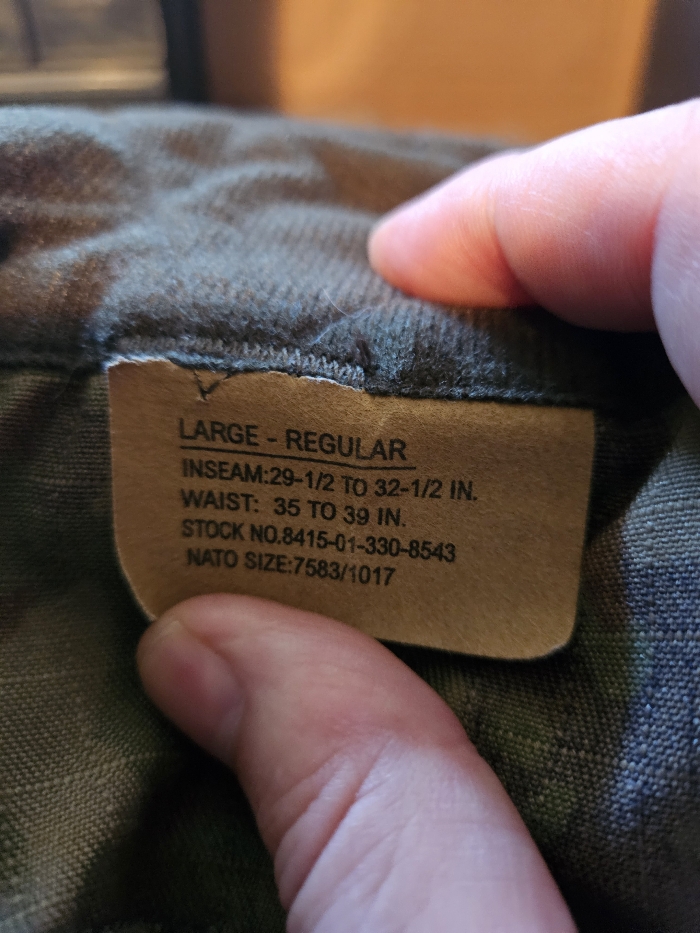 LARGE - REGULAR
INSEAM:29-1/2 TO 32-1/2 IN.
WAIST: 35 TO 39 IN.
STOCK NO.8415-01-330-8543
NATO SIZE:7583/1017